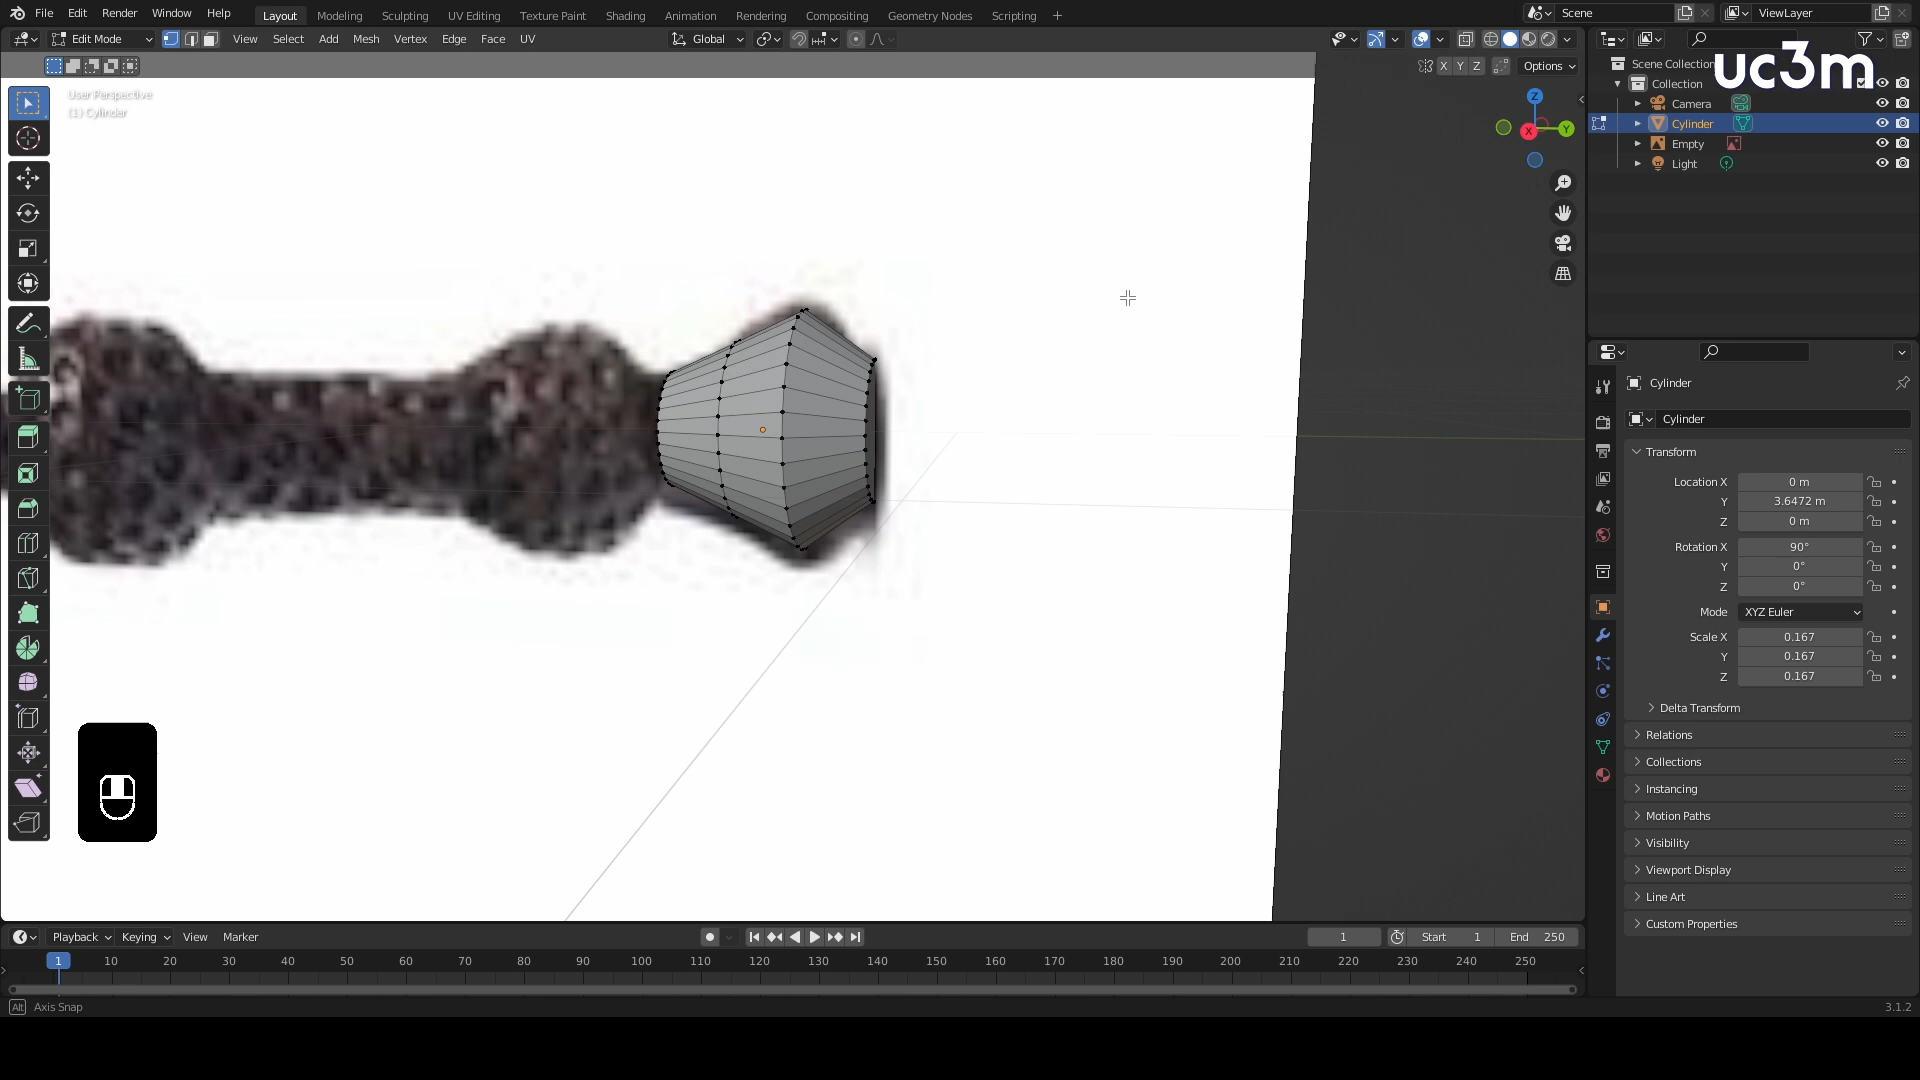 File Edit Render Window Help Layout Modeling Sculpting UV Editing Texture Paint Shading Animation Rendering Compositing Geometry Nodes Scripting + Scene ViewLayer
Edit Mode View Select Add Mesh Vertex Edge Face UV Global
X Y Z Options
User Perspective
(1) Cylinder
Z
X Y
uc3m
Scene Collection
Collection
Camera
Cylinder
Empty
Light
Cylinder
Cylinder
Transform
Location X 0 m
Y 3.6472 m
Z 0 m
Rotation X 90°
Y 0°
Z 0°
Mode XYZ Euler
Scale X 0.167
Y 0.167
Z 0.167
Delta Transform
Relations
Collections
Instancing
Motion Paths
Visibility
Viewport Display
Line Art
Custom Properties
Playback Keying View Marker 1 Start 1 End 250
1 10 20 30 40 50 60 70 80 90 100 110 120 130 140 150 160 170 180 190 200 210 220 230 240 250
Alt Axis Snap 3.1.2